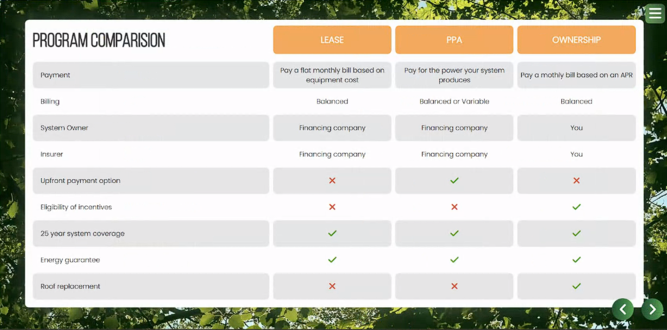 PROGRAM COMPARISION
LEASE
PPA
OWNERSHIP
Payment
Pay a flat monthly bill based on
equipment cost
Pay for the power your system
produces
Pay a mothly bill based on an APR
Billing
Balanced
Balanced or Variable
Balanced
System Owner
Financing company
Financing company
You
Insurer
Financing company
Financing company
You
Upfront payment option
Eligibility of incentives
25 year system coverage
Energy guarantee
Roof replacement